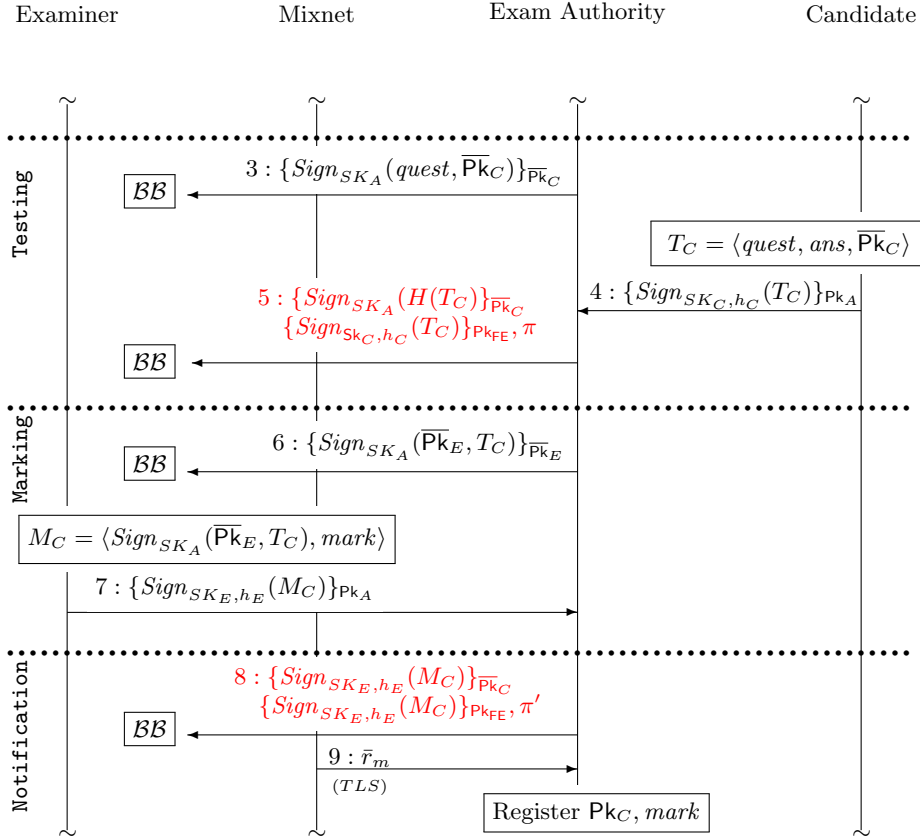 Examiner Mixnet Exam Authority Candidate
∼ ∼ ∼ ∼
Testing
3 : {Sign_{SK_A}(quest, \overline{Pk}_C)}_{\overline{Pk}_C}
BB
T_C = ⟨quest, ans, \overline{Pk}_C⟩
5 : {Sign_{SK_A}(H(T_C)}_{\overline{Pk}_C}
4 : {Sign_{SK_C,h_C}(T_C)}_{Pk_A}
{Sign_{Sk_C,h_C}(T_C)}_{Pk_{FE}}, π
BB
Marking
6 : {Sign_{SK_A}(\overline{Pk}_E, T_C)}_{\overline{Pk}_E}
BB
M_C = ⟨Sign_{SK_A}(\overline{Pk}_E, T_C), mark⟩
7 : {Sign_{SK_E,h_E}(M_C)}_{Pk_A}
Notification
8 : {Sign_{SK_E,h_E}(M_C)}_{\overline{Pk}_C}
{Sign_{SK_E,h_E}(M_C)}_{Pk_{FE}}, π′
BB
9 : \bar{r}_m
(TLS)
Register Pk_C, mark
∼ ∼ ∼ ∼